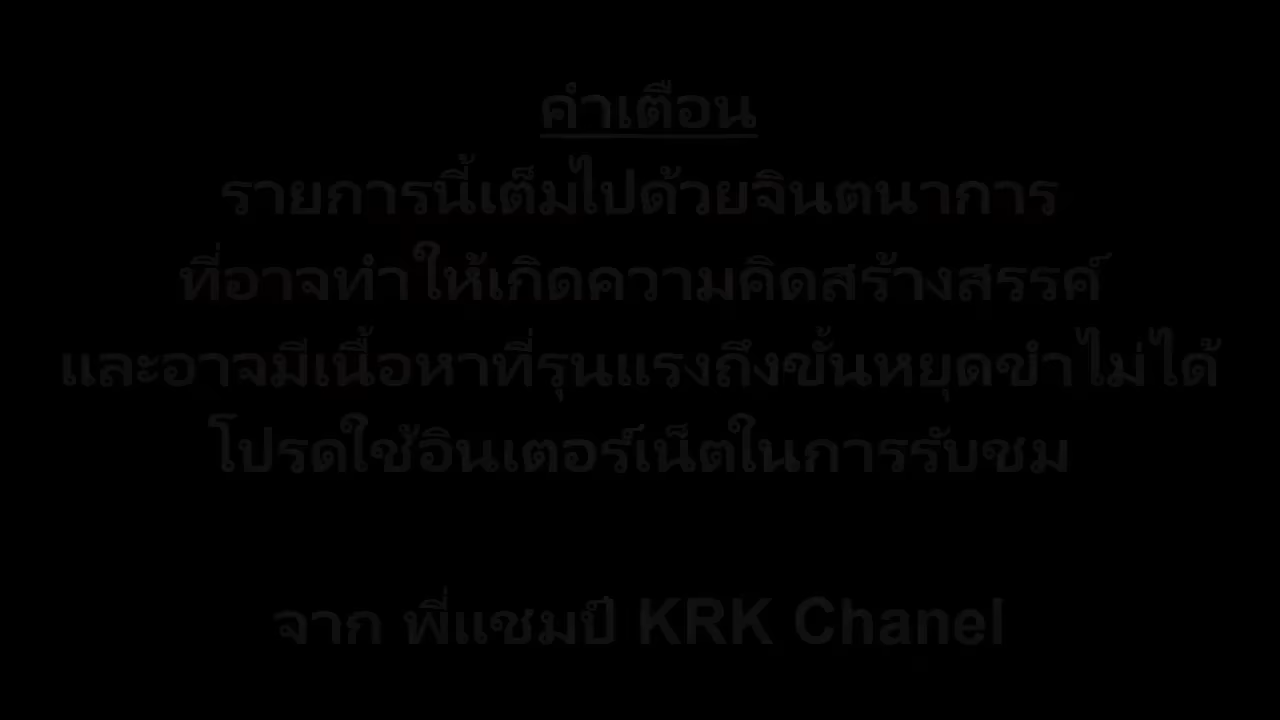 คำเตือน
รายการนี้เต็มไปด้วยจินตนาการ
ที่อาจทำให้เกิดความคิดสร้างสรรค์
และอาจมีเนื้อหาที่รุนแรงถึงขั้นหยุดขำไม่ได้
โปรดใช้อินเตอร์เน็ตในการรับชม
จาก พี่แชมป์ KRK Chanel